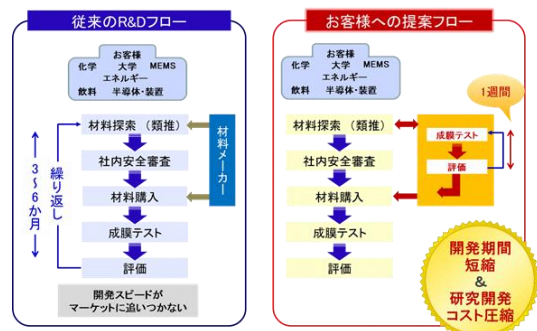 従来のR&Dフロー
お客様
化学 大学 MEMS
エネルギー
飲料 半導体・装置
材料探索 （類推）
社内安全審査
材料購入
成膜テスト
評価
材料メーカー
繰り返し
3～6か月
開発スピードが
マーケットに追いつかない
お客様への提案フロー
お客様
化学 大学 MEMS
エネルギー
飲料 半導体・装置
1週間
材料探索 （類推）
社内安全審査
材料購入
成膜テスト
評価
成膜テスト
評価
開発期間
短縮
&
研究開発
コスト圧縮